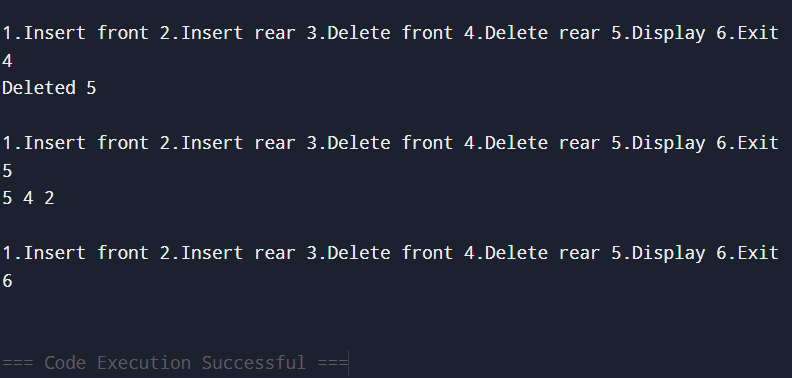 1.Insert front 2.Insert rear 3.Delete front 4.Delete rear 5.Display 6.Exit
4
Deleted 5
1.Insert front 2.Insert rear 3.Delete front 4.Delete rear 5.Display 6.Exit
5
5 4 2
1.Insert front 2.Insert rear 3.Delete front 4.Delete rear 5.Display 6.Exit
6
=== Code Execution Successful ===